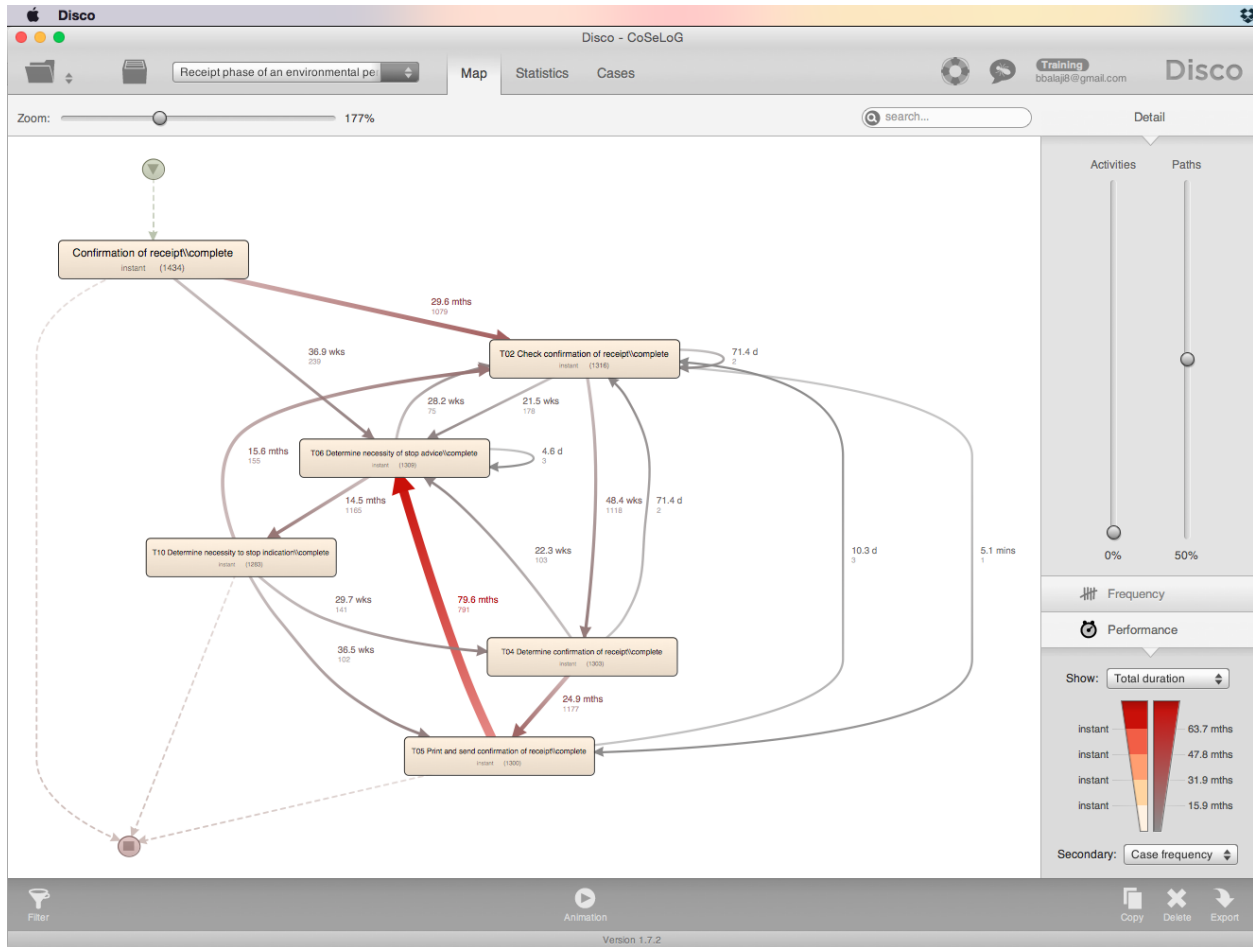 Disco
Disco - CoSeLoG
Receipt phase of an environmental pe
Map
Statistics
Cases
Training
bbalaji8@gmail.com
Disco
Zoom:
177%
search...
Detail
Activities
Paths
Confirmation of receipt\\complete
instant (1434)
29.6 mths
1079
36.9 wks
239
T02 Check confirmation of receipt\\complete
instant (1316)
71.4 d
2
28.2 wks
75
21.5 wks
178
15.6 mths
155
T06 Determine necessity of stop advice\\complete
instant (1309)
4.6 d
3
14.5 mths
1165
48.4 wks
1118
71.4 d
2
T10 Determine necessity to stop indication\\complete
instant (1283)
22.3 wks
103
10.3 d
3
5.1 mins
1
29.7 wks
141
79.6 mths
791
36.5 wks
102
T04 Determine confirmation of receipt\\complete
instant (1303)
24.9 mths
1177
T05 Print and send confirmation of receipt\\complete
instant (1300)
0%
50%
Frequency
Performance
Show:
Total duration
instant
63.7 mths
instant
47.8 mths
instant
31.9 mths
instant
15.9 mths
Secondary:
Case frequency
Filter
Animation
Copy
Delete
Export
Version 1.7.2